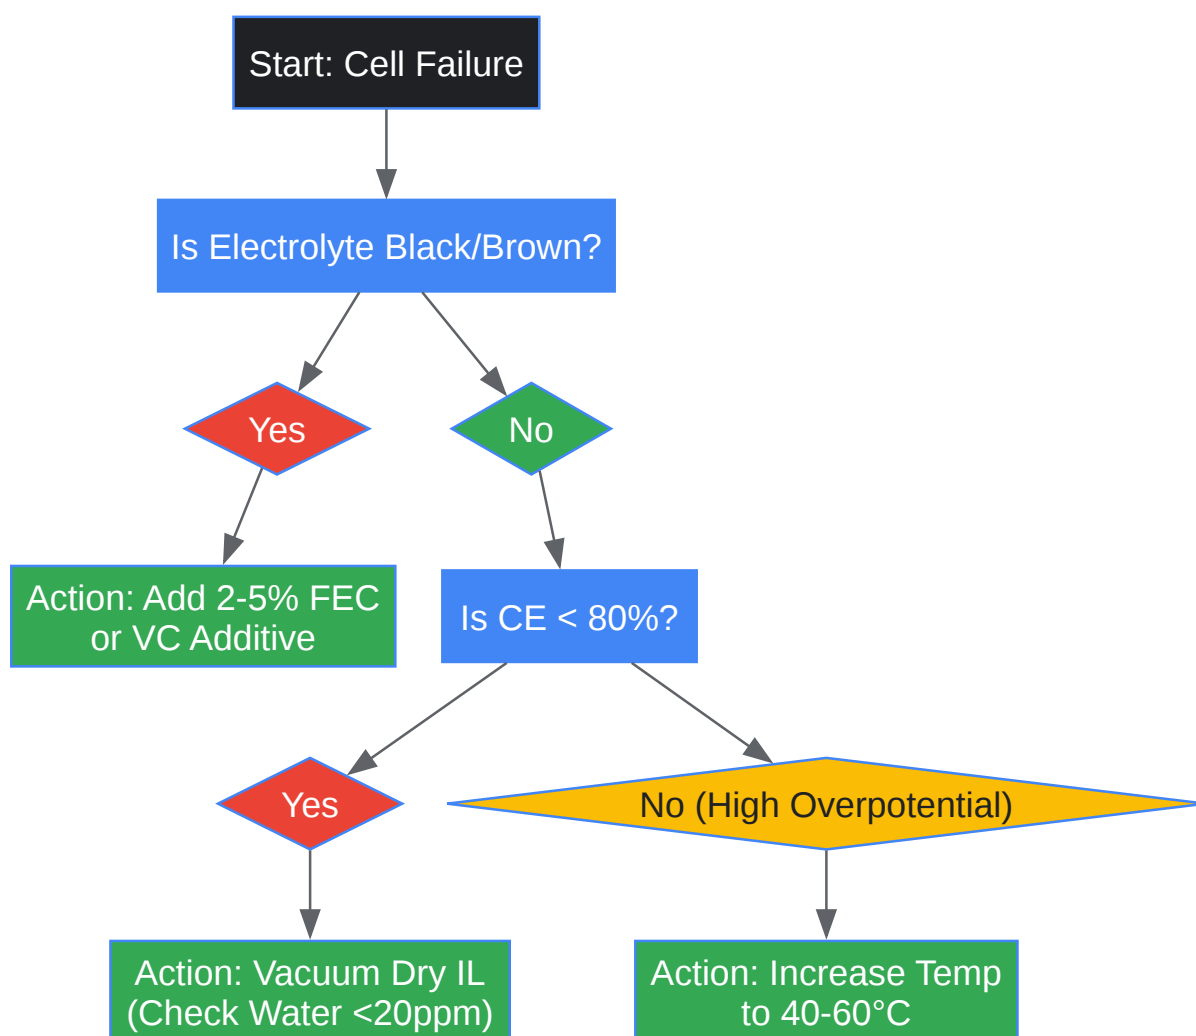 Start: Cell Failure
Is Electrolyte Black/Brown?
Yes
No
Action: Add 2-5% FEC
or VC Additive
Is CE < 80%?
Yes
No (High Overpotential)
Action: Vacuum Dry IL
(Check Water <20ppm)
Action: Increase Temp
to 40-60°C